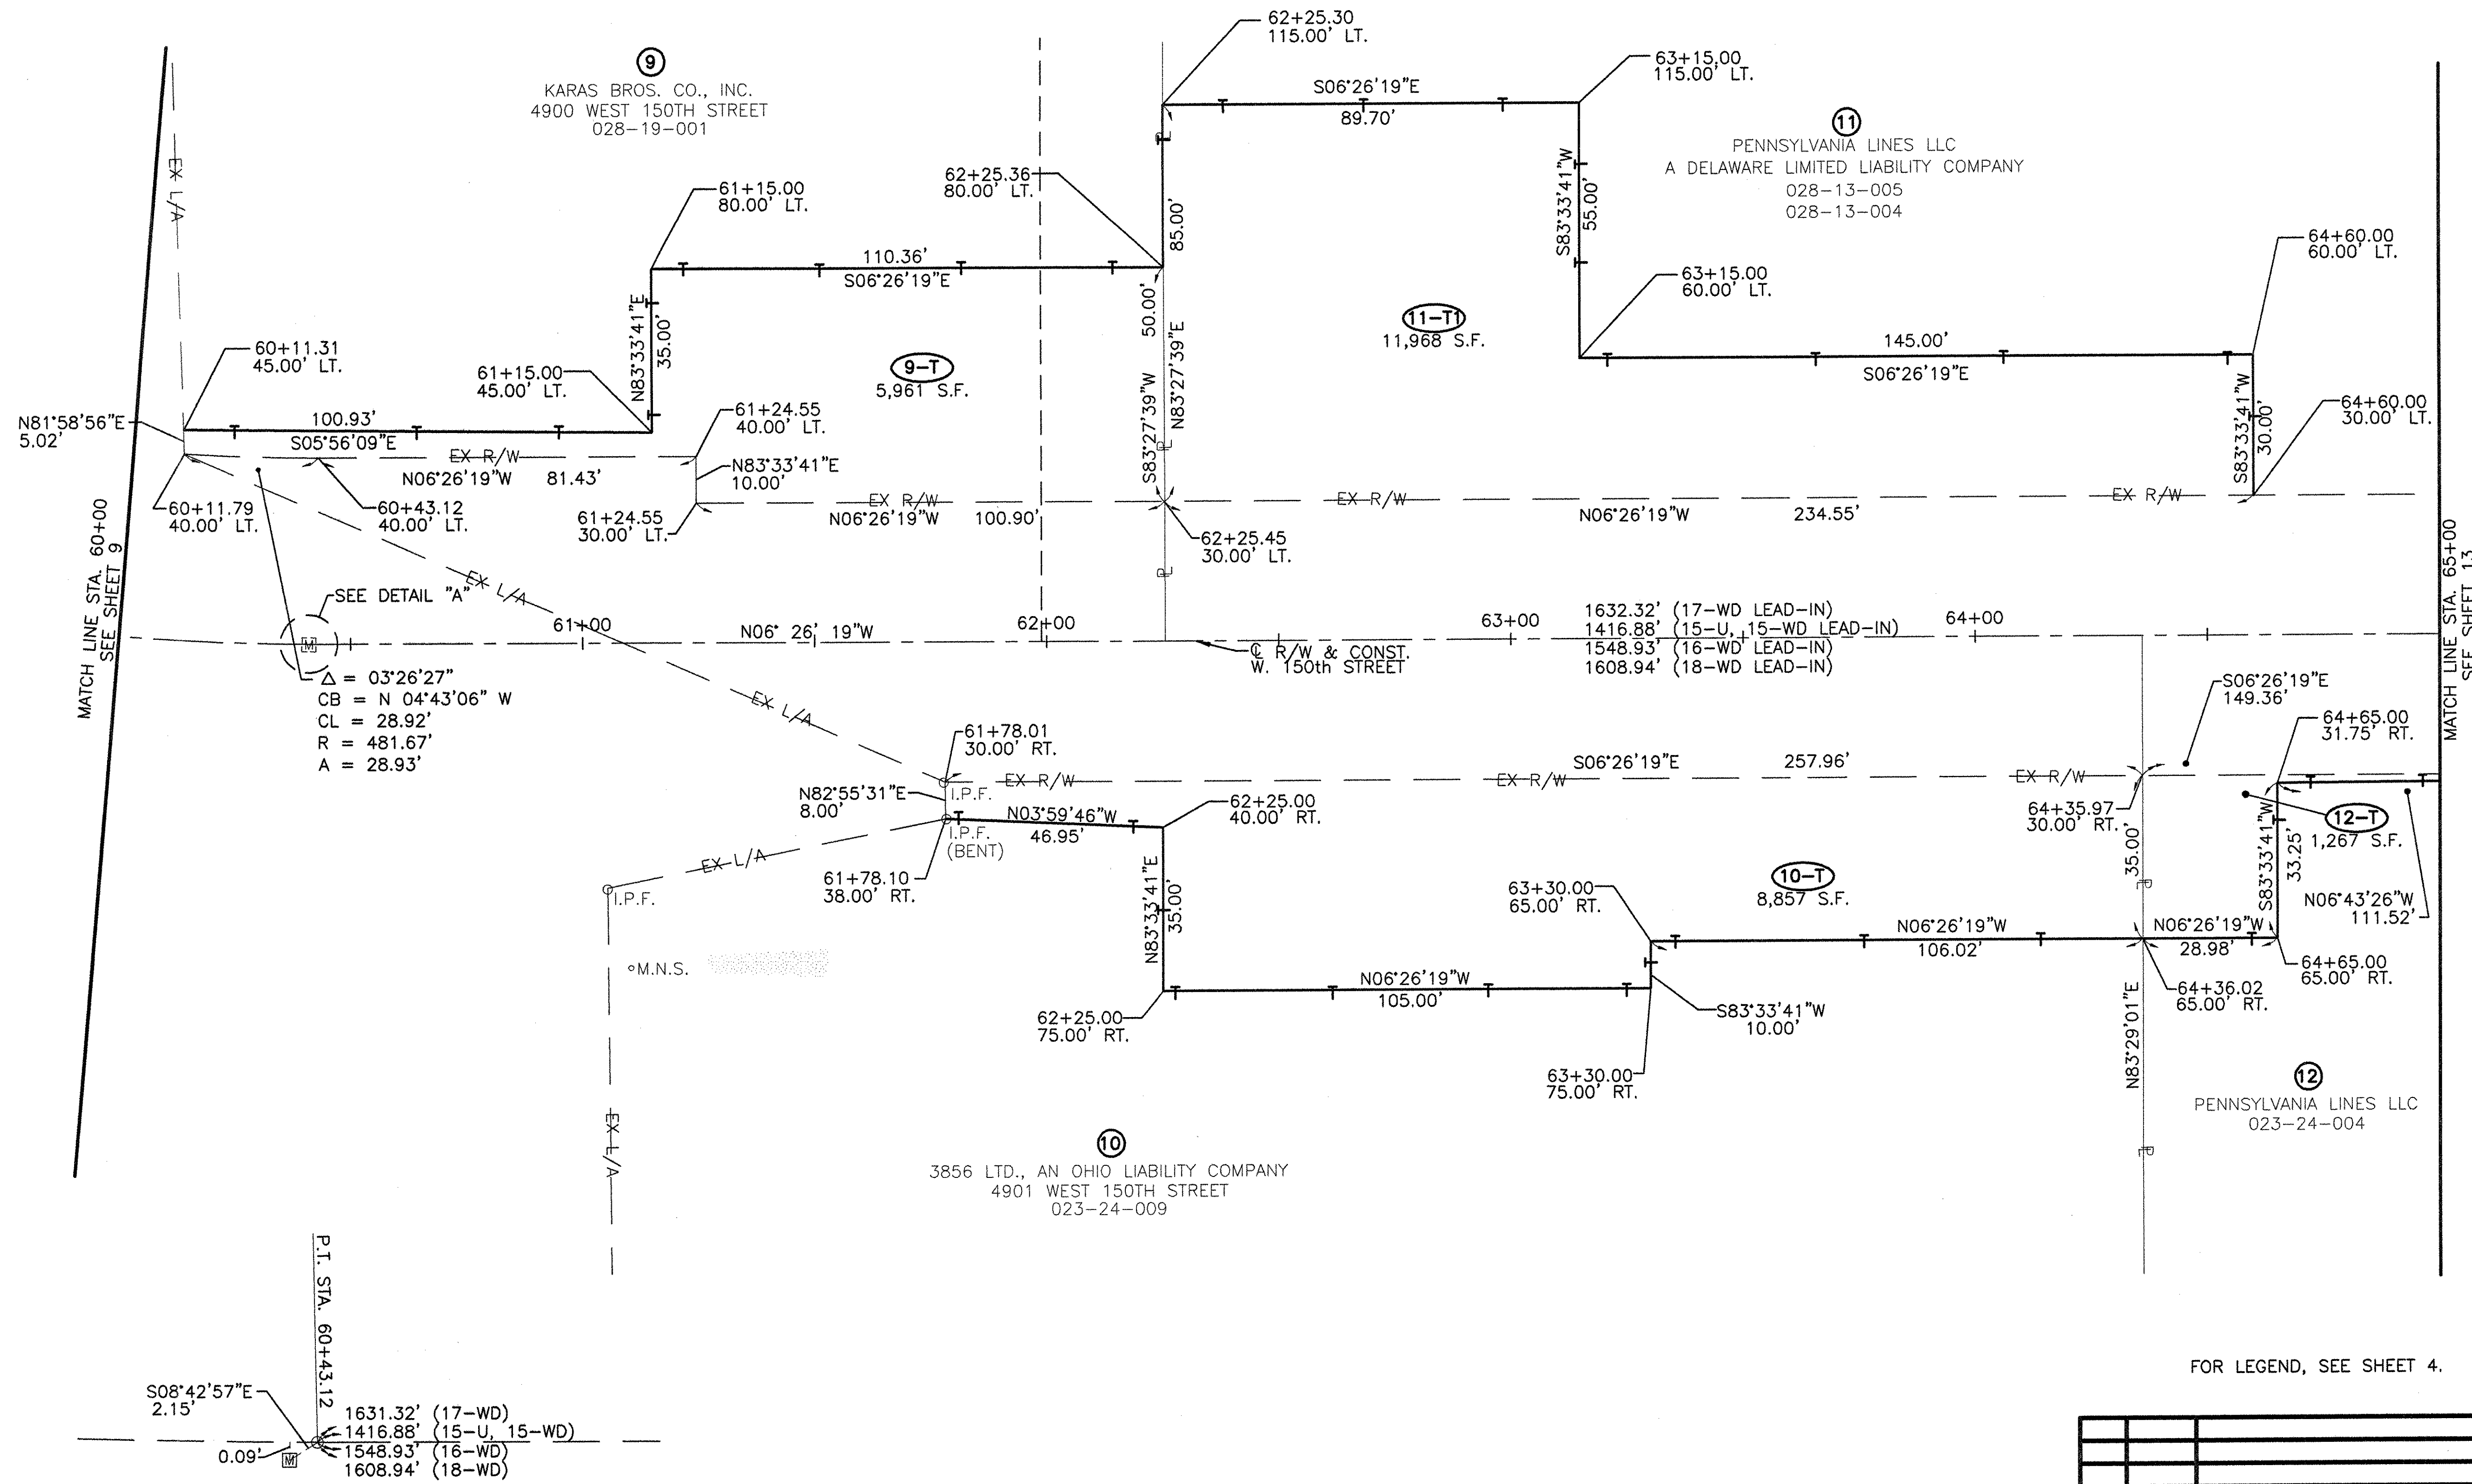 9
KARAS BROS. CO., INC.
4900 WEST 150TH STREET
028-19-001
62+25.30
115.00' LT.
S06°26'19"E
89.70'
63+15.00
115.00' LT.
11
PENNSYLVANIA LINES LLC
A DELAWARE LIMITED LIABILITY COMPANY
028-13-005
028-13-004
EX L/A
61+15.00
80.00' LT.
62+25.36
80.00' LT.
PL
85.00'
S83°33'41"W
55.00'
64+60.00
60.00' LT.
110.36'
S06°26'19"E
63+15.00
60.00' LT.
N83°33'41"E
35.00'
50.00'
N83°27'39"E
S83°27'39"W
11-T1
11,968 S.F.
145.00'
S06°26'19"E
60+11.31
45.00' LT.
61+15.00
45.00' LT.
9-T
5,961 S.F.
N81°58'56"E
5.02'
100.93'
S05°56'09"E
61+24.55
40.00' LT.
PL
S83°33'41"W
30.00'
64+60.00
30.00' LT.
EX R/W
N06°26'19"W 81.43'
N83°33'41"E
10.00'
60+11.79
40.00' LT.
60+43.12
40.00' LT.
61+24.55
30.00' LT.
EX R/W
N06°26'19"W 100.90'
EX R/W
N06°26'19"W 234.55'
EX R/W
62+25.45
30.00' LT.
MATCH LINE STA. 60+00
SEE SHEET 9
MATCH LINE STA. 65+00
SEE SHEET 13
SEE DETAIL "A"
EX L/A
PL
M
61+00
N06° 26' 19"W
62+00
63+00
64+00
1632.32' (17-WD LEAD-IN)
1416.88' (15-U, 15-WD LEAD-IN)
1548.93' (16-WD LEAD-IN)
1608.94' (18-WD LEAD-IN)
℄ R/W & CONST.
W. 150th STREET
Δ = 03°26'27"
CB = N 04°43'06" W
CL = 28.92'
R = 481.67'
A = 28.93'
EX L/A
S06°26'19"E
149.36'
64+65.00
31.75' RT.
61+78.01
30.00' RT.
EX R/W
S06°26'19"E 257.96'
EX R/W
EX R/W
I.P.F.
N82°55'31"E
8.00'
N03°59'46"W
46.95'
62+25.00
40.00' RT.
64+35.97
30.00' RT.
12-T
1,267 S.F.
I.P.F.
(BENT)
EX L/A
61+78.10
38.00' RT.
N83°33'41"E
35.00'
63+30.00
65.00' RT.
10-T
8,857 S.F.
35.00'
PL
S83°33'41"W
33.25'
N06°43'26"W
111.52'
I.P.F.
M.N.S.
N06°26'19"W
106.02'
N06°26'19"W
28.98'
64+65.00
65.00' RT.
N06°26'19"W
105.00'
64+36.02
65.00' RT.
62+25.00
75.00' RT.
S83°33'41"W
10.00'
N83°29'01"E
63+30.00
75.00' RT.
12
PENNSYLVANIA LINES LLC
023-24-004
EX L/A
10
3856 LTD., AN OHIO LIABILITY COMPANY
4901 WEST 150TH STREET
023-24-009
PL
P.T. STA. 60+43.12
FOR LEGEND, SEE SHEET 4.
S08°42'57"E
2.15'
0.09'
M
1631.32' (17-WD)
1416.88' (15-U, 15-WD)
1548.93' (16-WD)
1608.94' (18-WD)